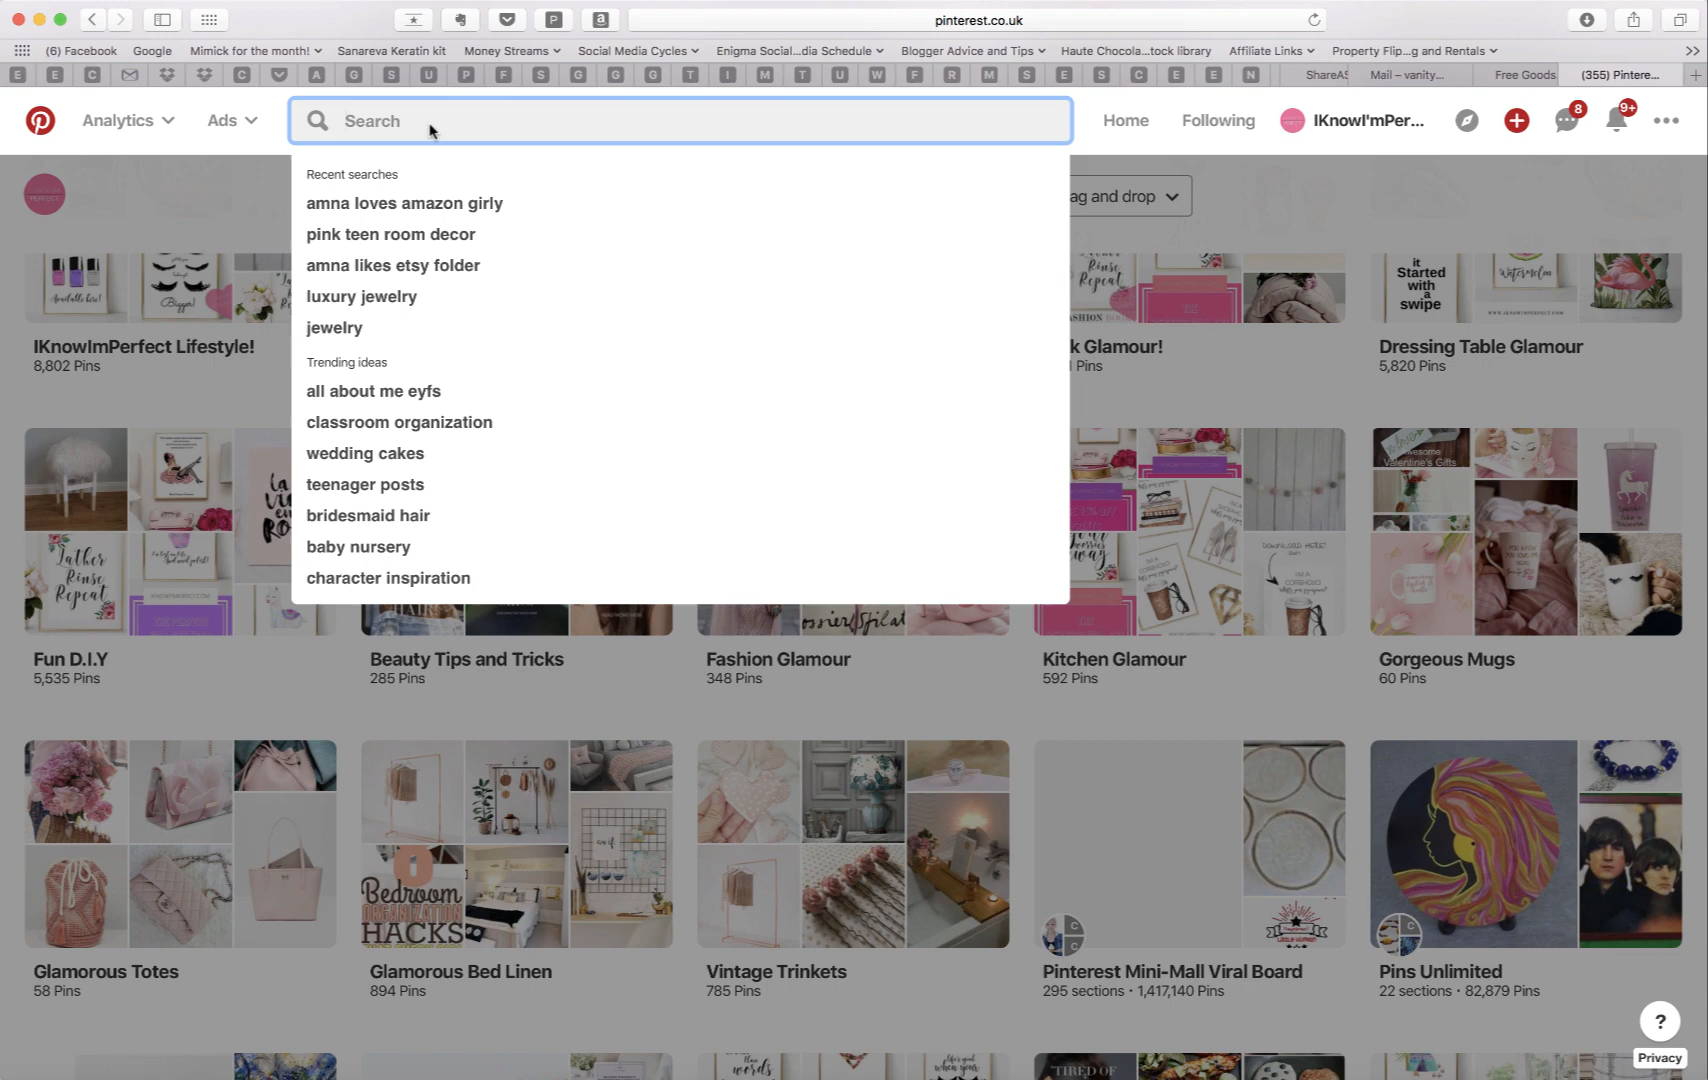 pinterest.co.uk
(6) Facebook Google Mimick for the month! Sanareva Keratin kit Money Streams Social Media Cycles Enigma Social...dia Schedule Blogger Advice and Tips Haute Chocola...tock library Affiliate Links Property Flip...g and Rentals
E E C A G S U P F S G G G T I M T U W F R M S E S C E E N ShareAS Mail – vanity... Free Goods (355) Pintere...
Analytics Ads Search Home Following IKnowI'mPer... 8 9+
Recent searches
amna loves amazon girly
pink teen room decor
amna likes etsy folder
luxury jewelry
jewelry
Trending ideas
all about me eyfs
classroom organization
wedding cakes
teenager posts
bridesmaid hair
baby nursery
character inspiration
ag and drop
it
Started
with
a
swipe
IKnowImPerfect Lifestyle!
8,802 Pins
k Glamour!
Pins
Dressing Table Glamour
5,820 Pins
Lather
Rinse
Repeat
Fun D.I.Y
5,535 Pins
Beauty Tips and Tricks
285 Pins
Fashion Glamour
348 Pins
Kitchen Glamour
592 Pins
Gorgeous Mugs
60 Pins
Bedroom
ORGANIZATION
HACKS
Glamorous Totes
58 Pins
Glamorous Bed Linen
894 Pins
Vintage Trinkets
785 Pins
Pinterest Mini-Mall Viral Board
295 sections · 1,417,140 Pins
Pins Unlimited
22 sections · 82,879 Pins
?
Privacy
words
TIRED OF